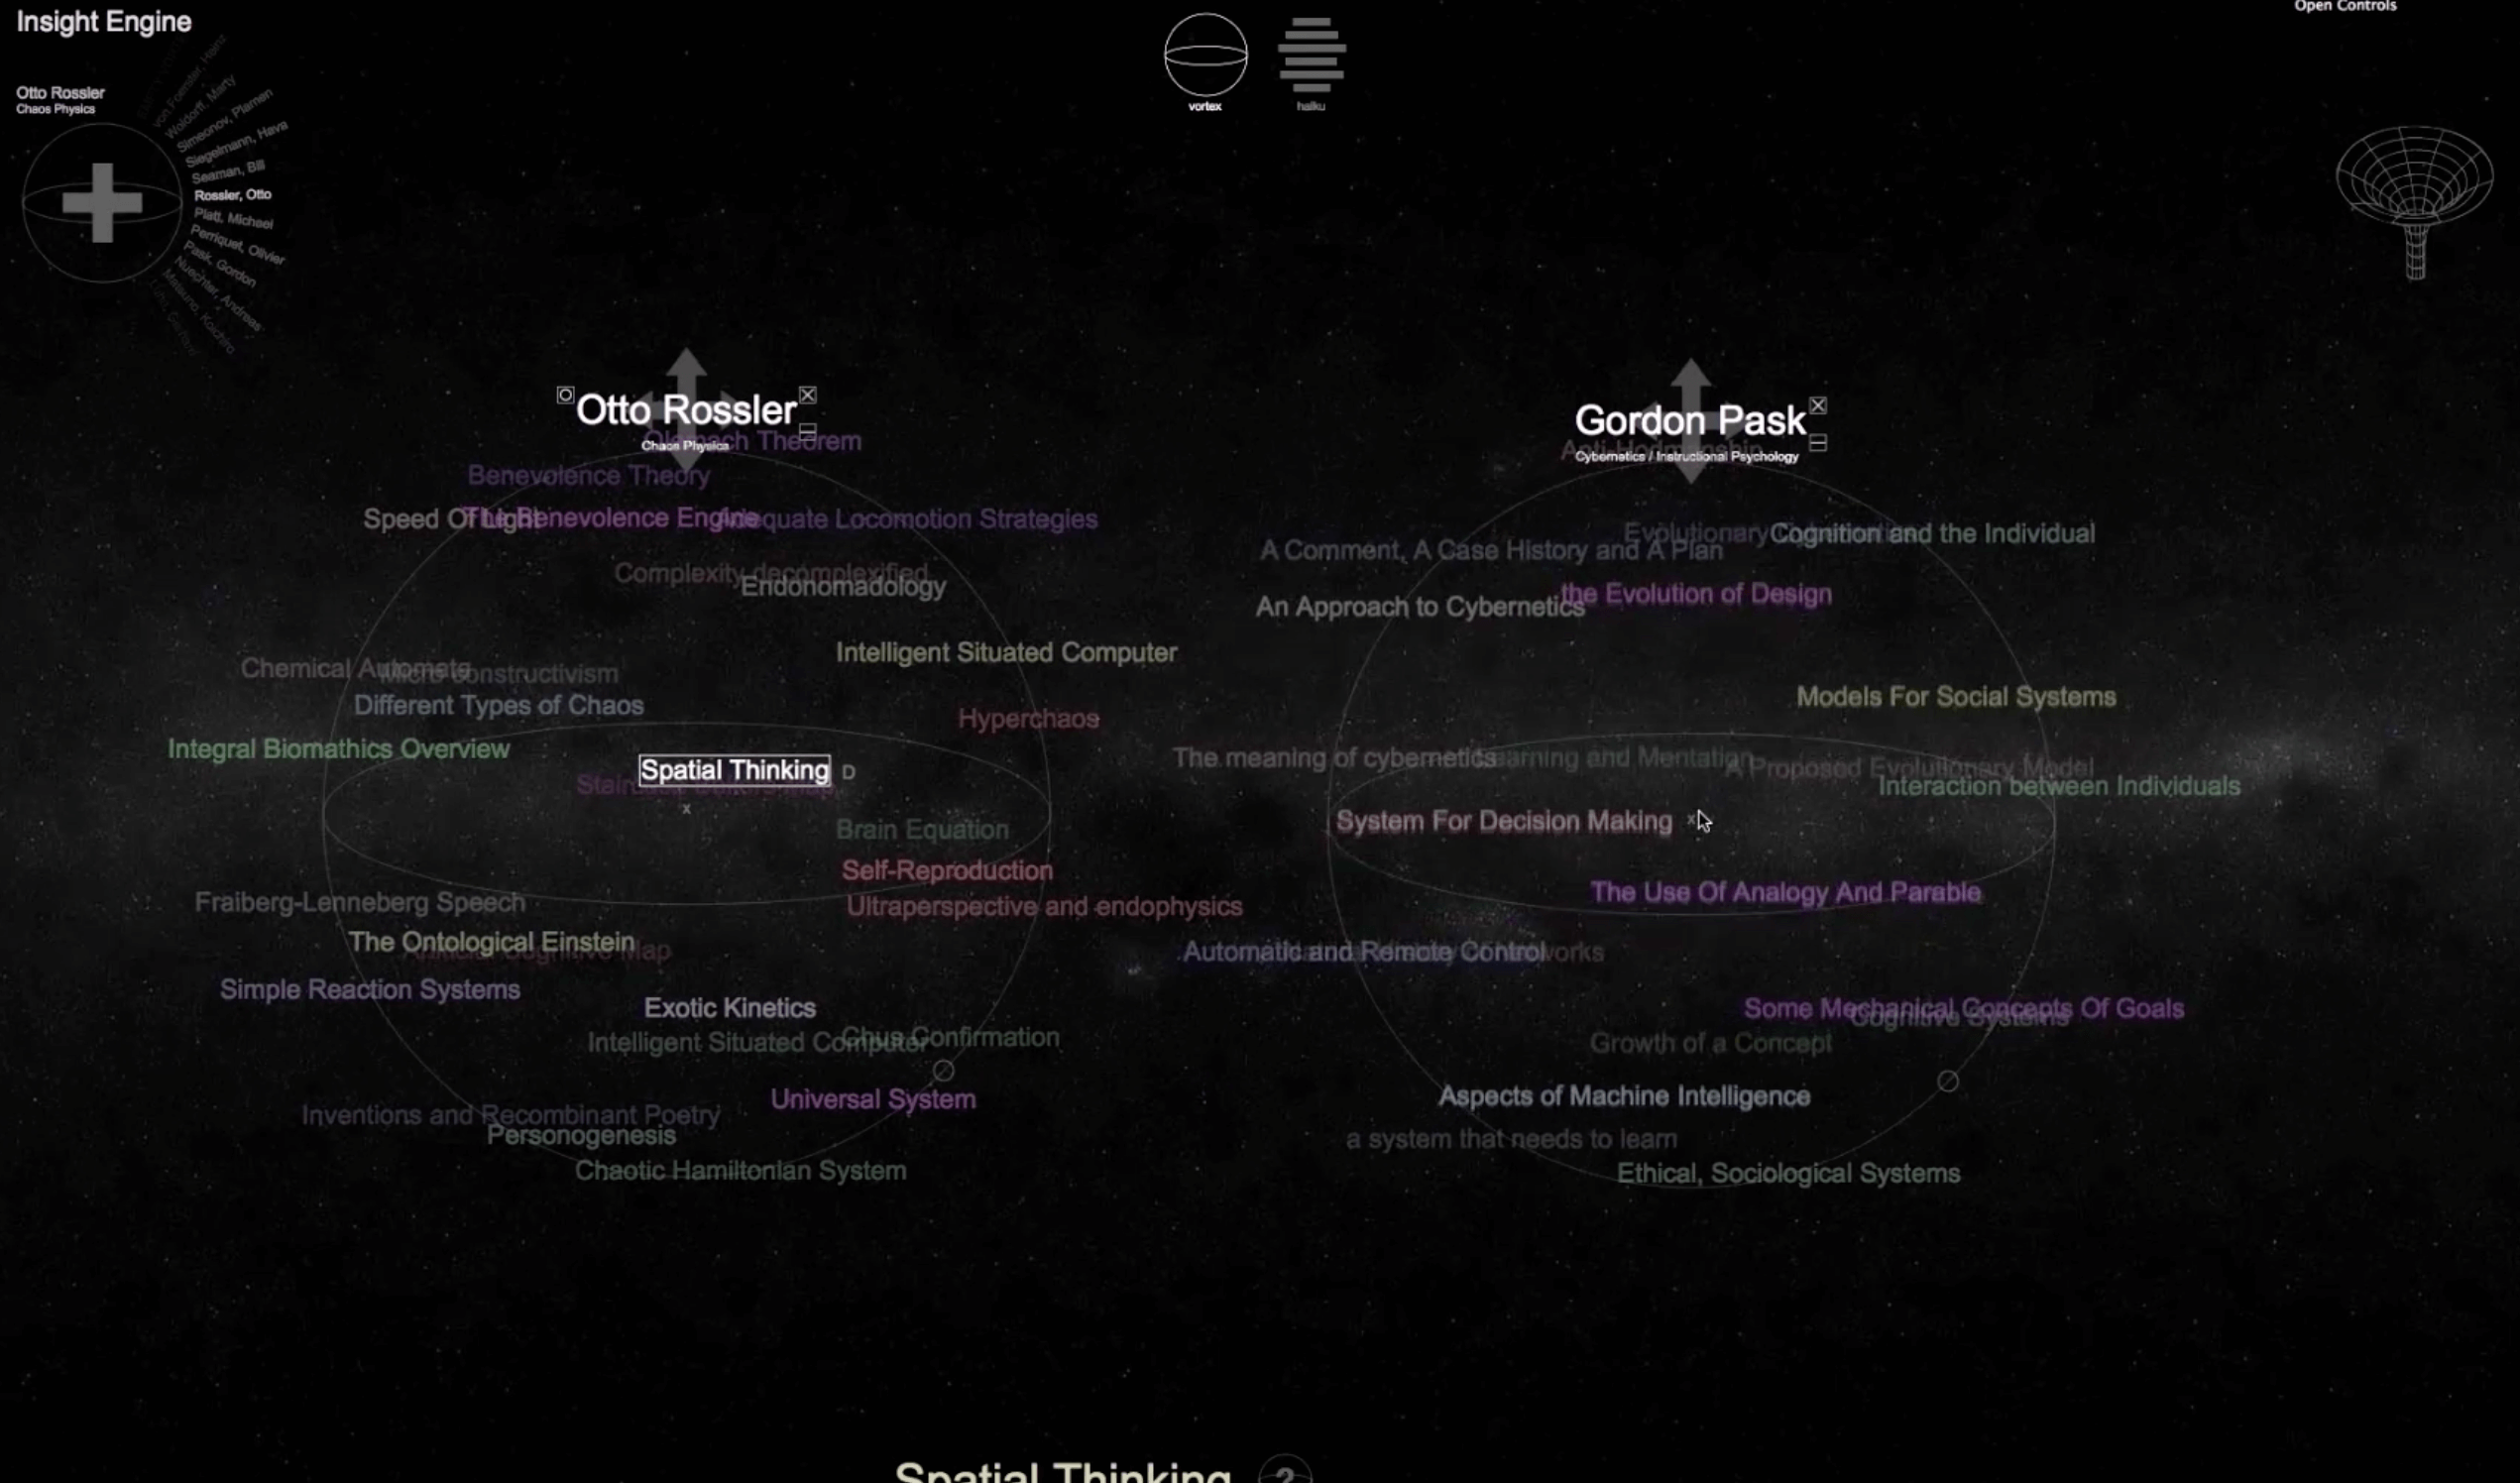 Insight Engine
Open Controls
Otto Rossler
Chaos Physics
von Foerster, Heinz
Woldorff, Marty
Simeonov, Plamen
Siegelmann, Hava
Seaman, Bill
Rossler, Otto
Platt, Michael
Perriquet, Olivier
Pask, Gordon
Nuechter, Andreas
Matsuno, Koichiro
vortex
haiku
Otto Rossler
Chaos Physics
Theorem
Benevolence Theory
Speed Of Light
The Benevolence Engine
Adequate Locomotion Strategies
Complexity decomplexified
Endonomadology
Intelligent Situated Computer
Chemical Automata
Micro constructivism
Different Types of Chaos
Hyperchaos
Integral Biomathics Overview
Spatial Thinking D
x
Brain Equation
Self-Reproduction
Ultraperspective and endophysics
Fraiberg-Lenneberg Speech
The Ontological Einstein
Map
Simple Reaction Systems
Exotic Kinetics
Intelligent Situated Computer
Confirmation
Universal System
Inventions and Recombinant Poetry
Personogenesis
Chaotic Hamiltonian System
Gordon Pask
Cybernetics / Instructional Psychology
Evolutionary
Cognition and the Individual
A Comment, A Case History and A Plan
the Evolution of Design
An Approach to Cybernetics
Models For Social Systems
The meaning of cybernetics
Learning and Mentation
A Proposed Evolutionary Model
Interaction between Individuals
System For Decision Making
x
The Use Of Analogy And Parable
Automatic and Remote Control
Some Mechanical Concepts Of Goals
Cognitive Systems
Growth of a Concept
Aspects of Machine Intelligence
a system that needs to learn
Ethical, Sociological Systems
Spatial Thinking ?